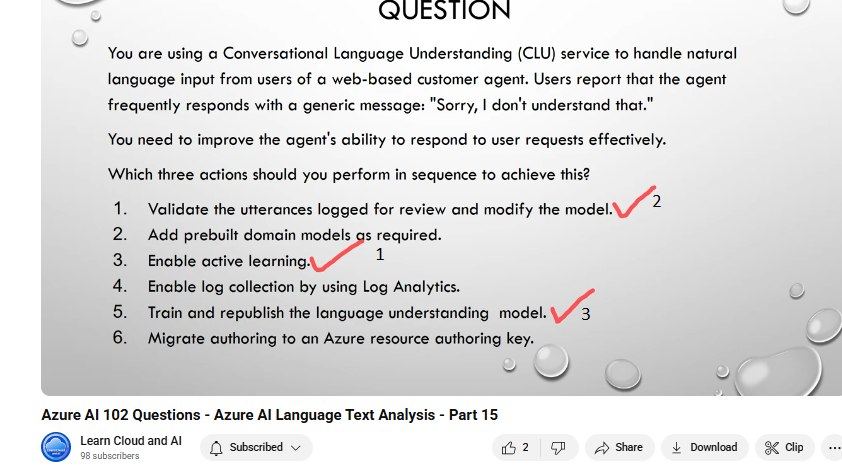 QUESTION
You are using a Conversational Language Understanding (CLU) service to handle natural
language input from users of a web-based customer agent. Users report that the agent
frequently responds with a generic message: "Sorry, I don't understand that."
You need to improve the agent's ability to respond to user requests effectively.
Which three actions should you perform in sequence to achieve this?
1. Validate the utterances logged for review and modify the model. 2
2. Add prebuilt domain models as required.
3. Enable active learning. 1
4. Enable log collection by using Log Analytics.
5. Train and republish the language understanding model. 3
6. Migrate authoring to an Azure resource authoring key.
Azure AI 102 Questions - Azure AI Language Text Analysis - Part 15
Learn Cloud and AI
98 subscribers
Subscribed
2
Share
Download
Clip